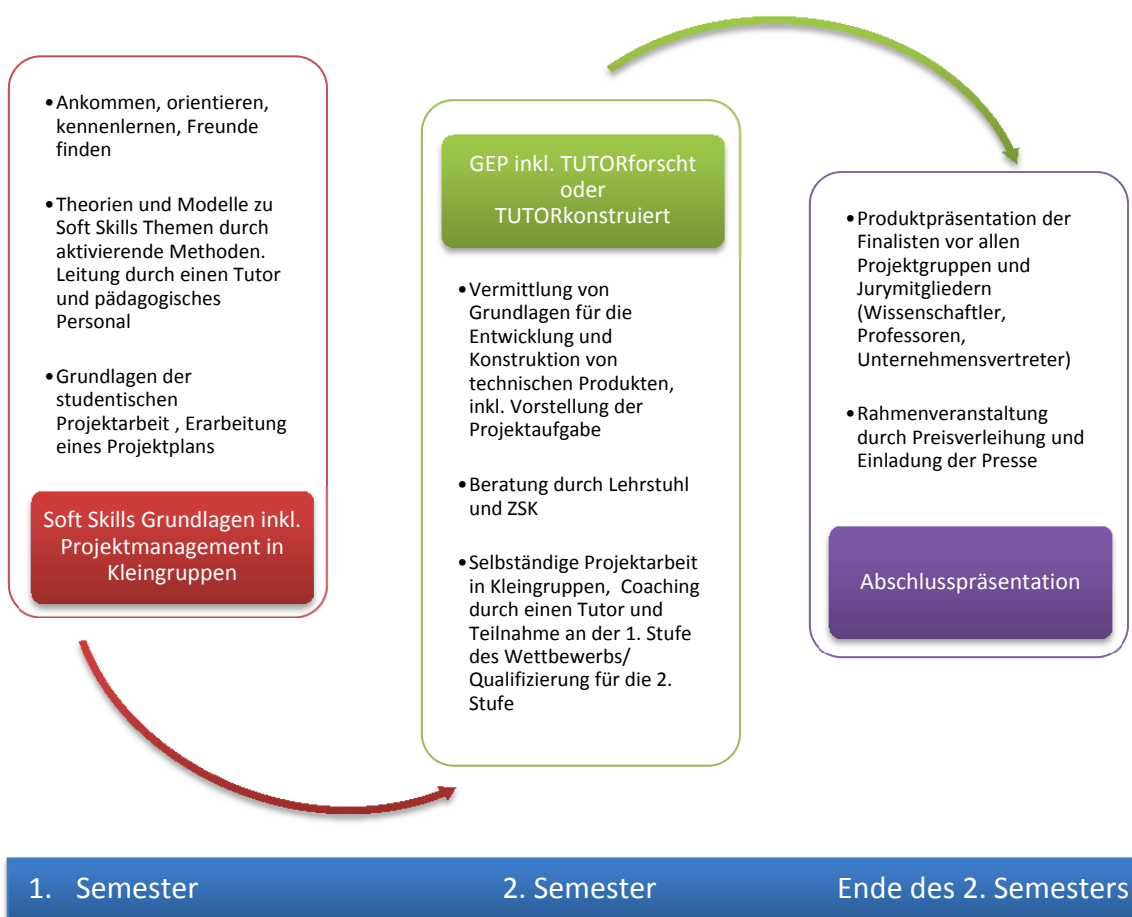 •Ankommen, orientieren,
kennenlernen, Freunde
finden
•Theorien und Modelle zu
Soft Skills Themen durch
aktivierende Methoden.
Leitung durch einen Tutor
und pädagogisches
Personal
•Grundlagen der
studentischen
Projektarbeit , Erarbeitung
eines Projektplans
Soft Skills Grundlagen inkl.
Projektmanagement in
Kleingruppen
GEP inkl. TUTORforscht
oder
TUTORkonstruiert
•Vermittlung von
Grundlagen für die
Entwicklung und
Konstruktion von
technischen Produkten,
inkl. Vorstellung der
Projektaufgabe
•Beratung durch Lehrstuhl
und ZSK
•Selbständige Projektarbeit
in Kleingruppen, Coaching
durch einen Tutor und
Teilnahme an der 1. Stufe
des Wettbewerbs/
Qualifizierung für die 2.
Stufe
•Produktpräsentation der
Finalisten vor allen
Projektgruppen und
Jurymitgliedern
(Wissenschaftler,
Professoren,
Unternehmensvertreter)
•Rahmenveranstaltung
durch Preisverleihung und
Einladung der Presse
Abschlusspräsentation
1. Semester
2. Semester
Ende des 2. Semesters